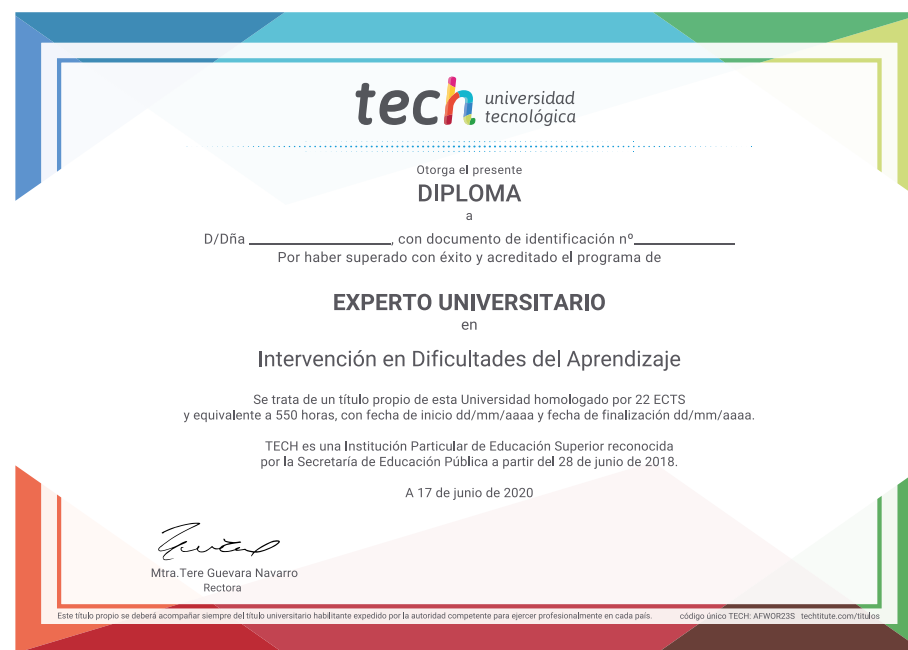 tech universidad
tecnológica
Otorga el presente
DIPLOMA
a
D/Dña ________________, con documento de identificación nº____________
Por haber superado con éxito y acreditado el programa de
EXPERTO UNIVERSITARIO
en
Intervención en Dificultades del Aprendizaje
Se trata de un título propio de esta Universidad homologado por 22 ECTS
y equivalente a 550 horas, con fecha de inicio dd/mm/aaaa y fecha de finalización dd/mm/aaaa.
TECH es una Institución Particular de Educación Superior reconocida
por la Secretaría de Educación Pública a partir del 28 de junio de 2018.
A 17 de junio de 2020
Mtra.Tere Guevara Navarro
Rectora
Este título propio se deberá acompañar siempre del título universitario habilitante expedido por la autoridad competente para ejercer profesionalmente en cada país. código único TECH: AFWOR23S techtitute.com/titulos